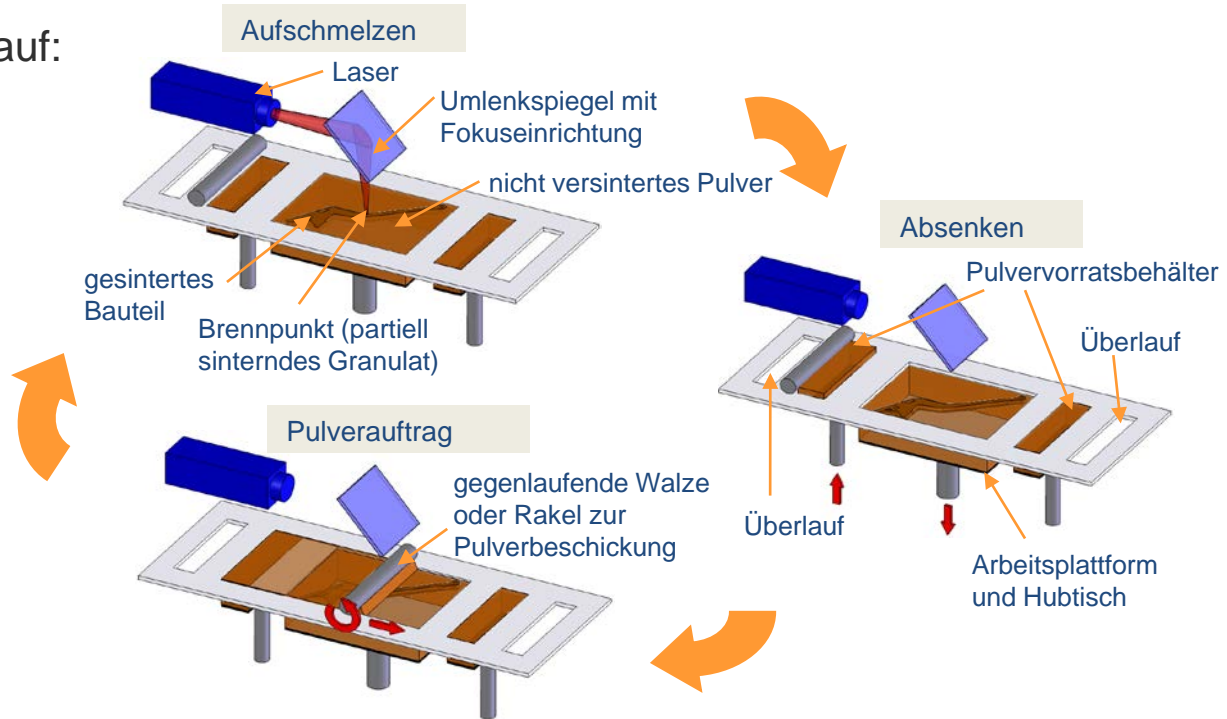 auf:
Aufschmelzen
Laser
Umlenkspiegel mit
Fokuseinrichtung
nicht versintertes Pulver
gesintertes
Bauteil
Brennpunkt (partiell
sinterndes Granulat)
Absenken
Pulvervorratsbehälter
Überlauf
Überlauf
Arbeitsplattform
und Hubtisch
Pulverauftrag
gegenlaufende Walze
oder Rakel zur
Pulverbeschickung